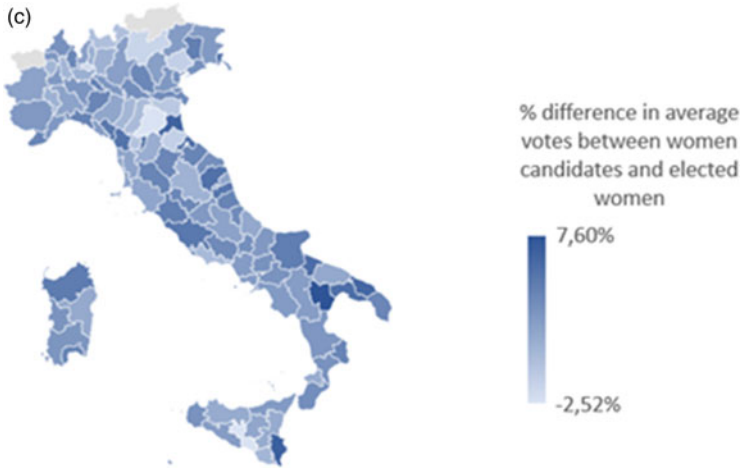 (c)
% difference in average
votes between women
candidates and elected
women
7,60%
-2,52%